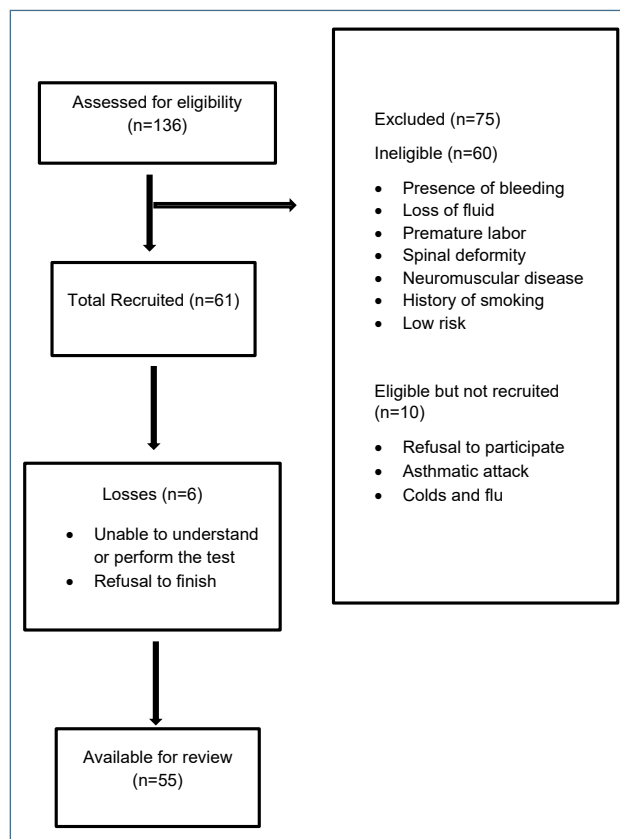 Assessed for eligibility
(n=136)
Excluded (n=75)
Ineligible (n=60)
• Presence of bleeding
• Loss of fluid
• Premature labor
• Spinal deformity
• Neuromuscular disease
• History of smoking
• Low risk
Eligible but not recruited
(n=10)
• Refusal to participate
• Asthmatic attack
• Colds and flu
Total Recruited (n=61)
Losses (n=6)
• Unable to understand
or perform the test
• Refusal to finish
Available for review
(n=55)